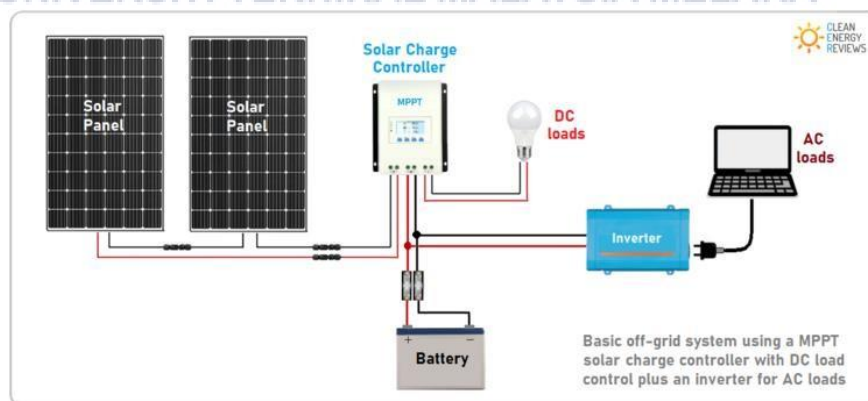 CLEAN
ENERGY
REVIEWS
Solar
Panel
Solar
Panel
Solar Charge
Controller
MPPT
DC
loads
AC
loads
Inverter
+ −
Battery
Basic off-grid system using a MPPT
solar charge controller with DC load
control plus an inverter for AC loads